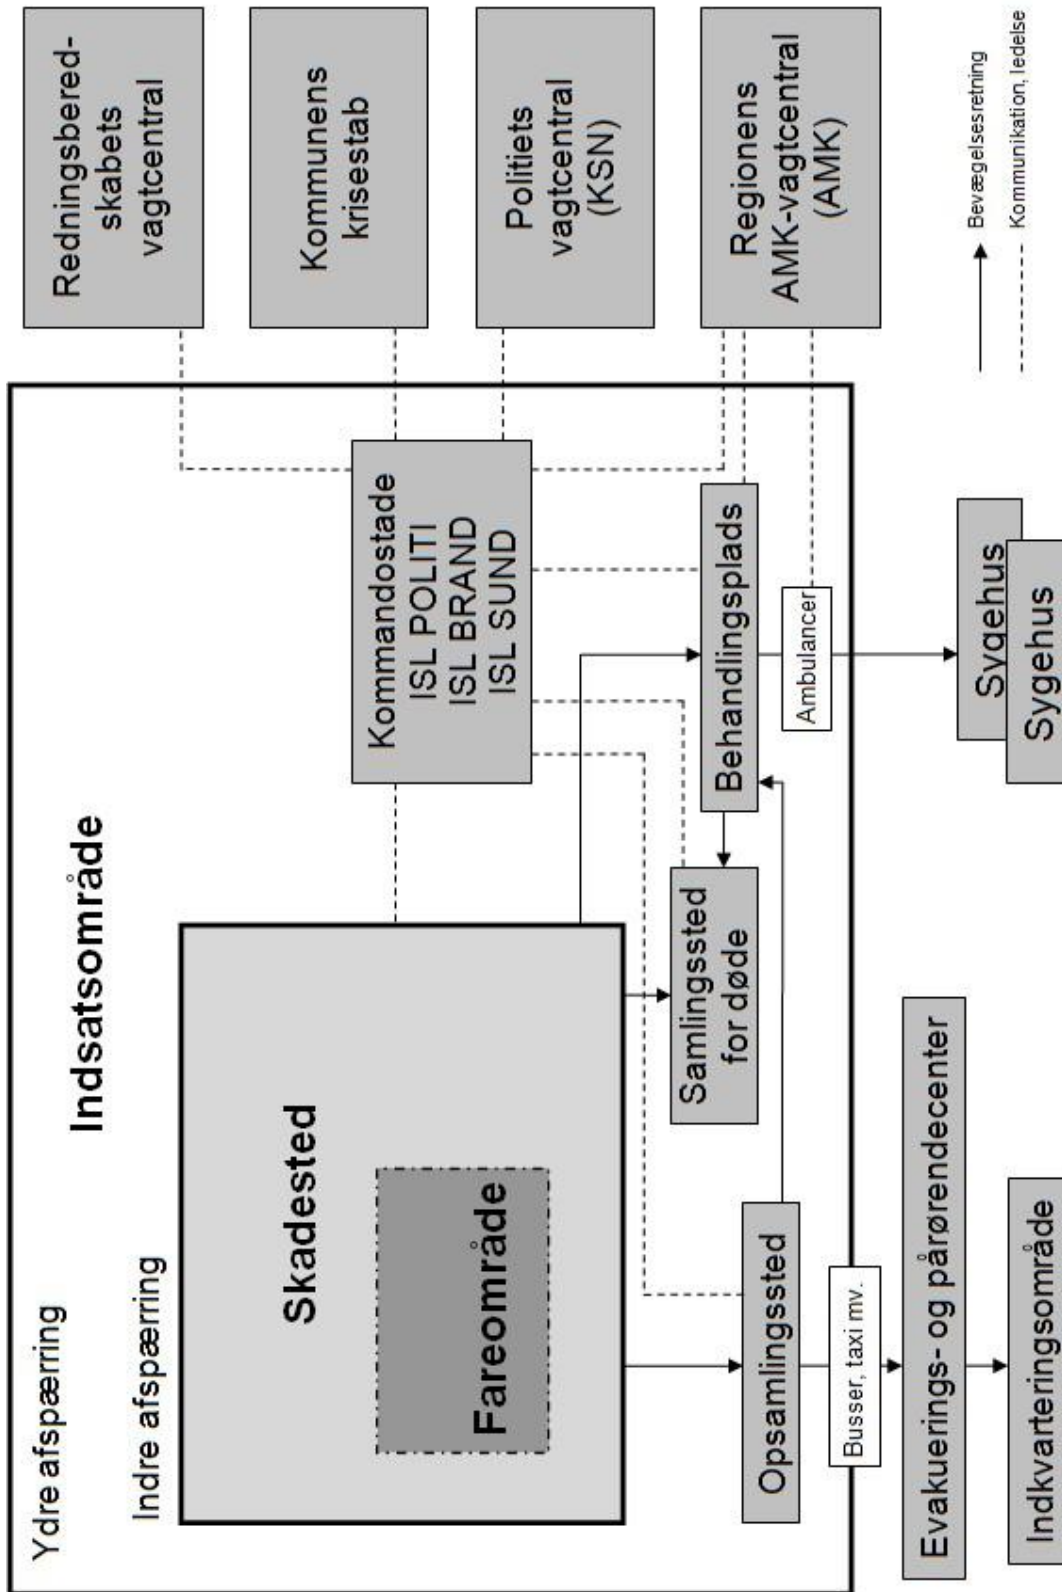 Ydre afspærring
Indsatsområde
Indre afspærring
Skadested
Fareområde
Kommandostade
ISL POLITI
ISL BRAND
ISL SUND
Redningsbered-
skabets
vagtcentral
Kommunens
krisestab
Politiets
vagtcentral
(KSN)
Regionens
AMK-vagtcentral
(AMK)
Samlingssted
for døde
Behandlingsplads
Opsamlingssted
Ambulancer
Busser, taxi mv.
Evakuerings- og pårørendecenter
Indkvarteringsområde
Sygehus
Sygehus
Bevægelsesretning
Kommunikation, ledelse